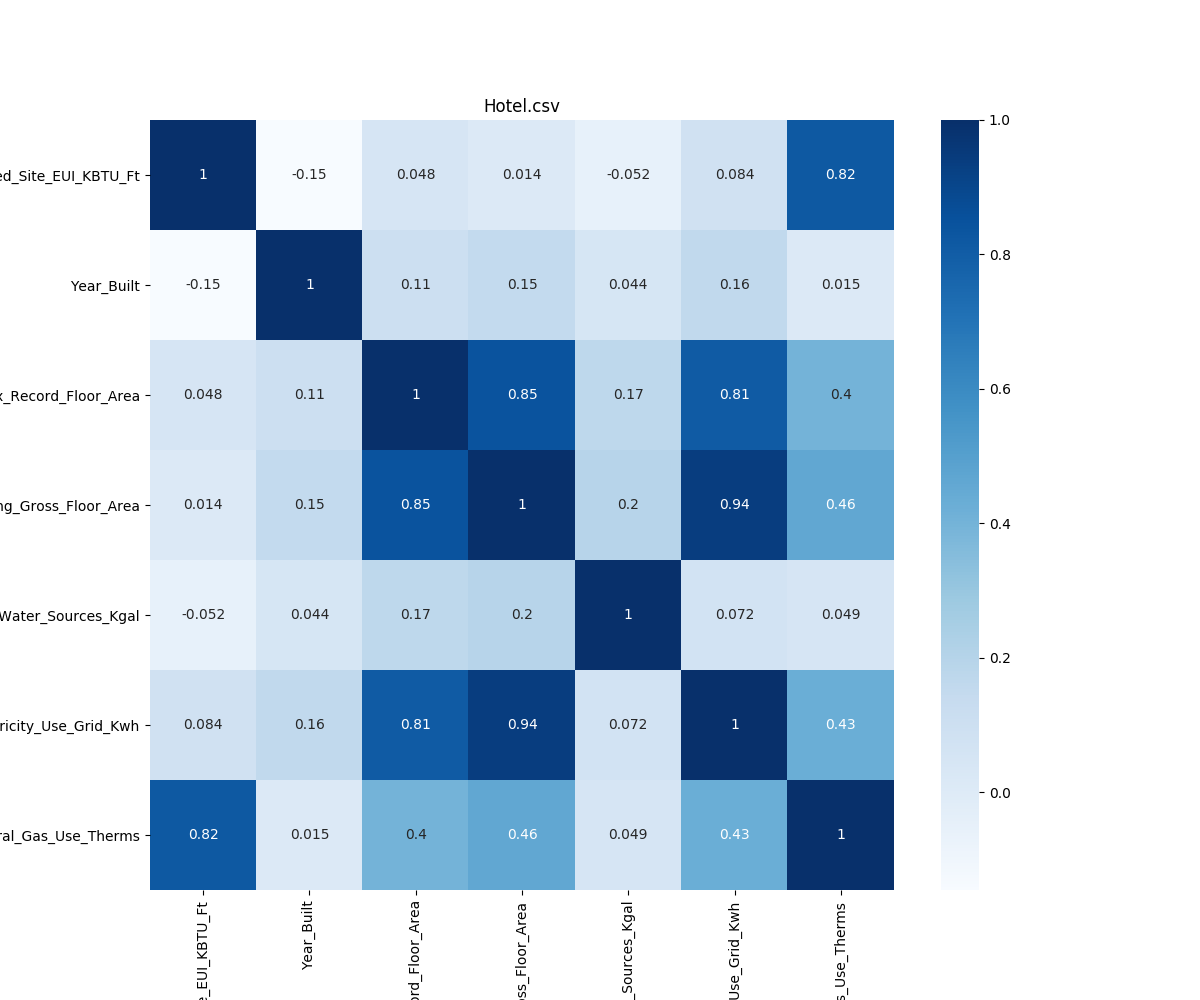 Hotel.csv
ed_Site_EUI_KBTU_Ft 1 -0.15 0.048 0.014 -0.052 0.084 0.82
Year_Built -0.15 1 0.11 0.15 0.044 0.16 0.015
x_Record_Floor_Area 0.048 0.11 1 0.85 0.17 0.81 0.4
ng_Gross_Floor_Area 0.014 0.15 0.85 1 0.2 0.94 0.46
Water_Sources_Kgal -0.052 0.044 0.17 0.2 1 0.072 0.049
ricity_Use_Grid_Kwh 0.084 0.16 0.81 0.94 0.072 1 0.43
ral_Gas_Use_Therms 0.82 0.015 0.4 0.46 0.049 0.43 1
e_EUI_KBTU_Ft
Year_Built
ord_Floor_Area
oss_Floor_Area
_Sources_Kgal
Use_Grid_Kwh
s_Use_Therms
1.0
0.8
0.6
0.4
0.2
0.0